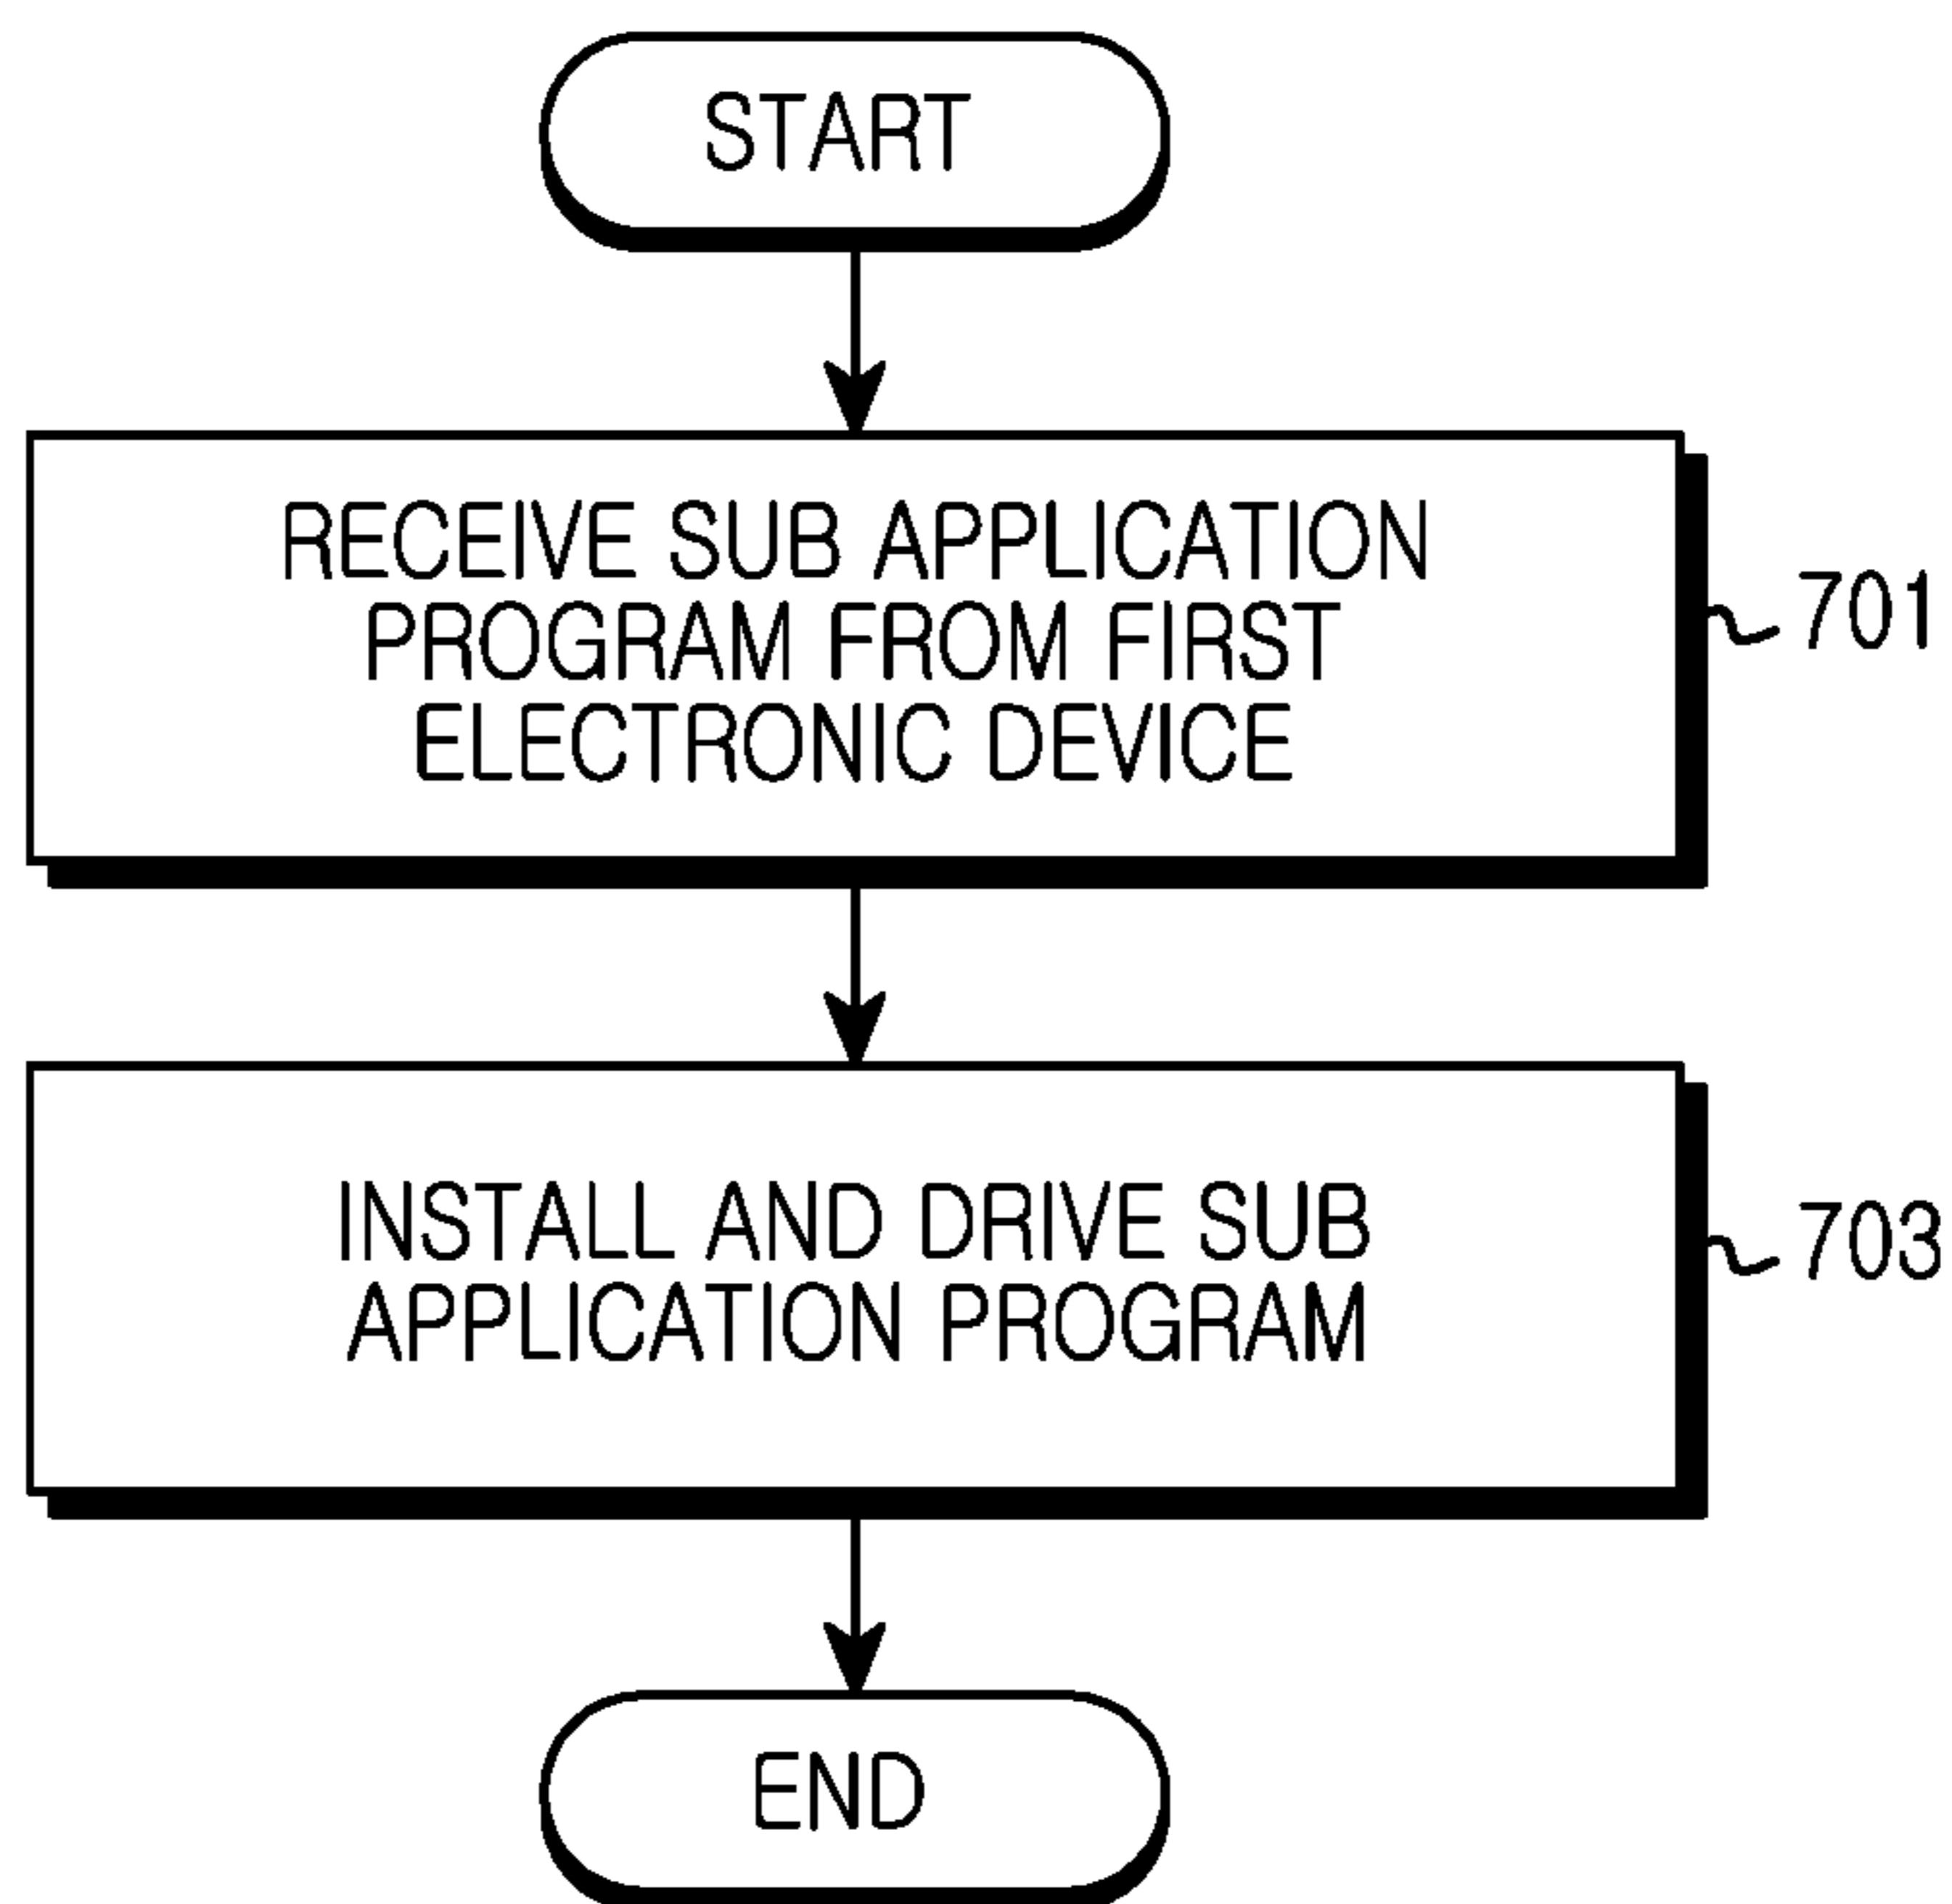 START
RECEIVE SUB APPLICATION
PROGRAM FROM FIRST
ELECTRONIC DEVICE
701
INSTALL AND DRIVE SUB
APPLICATION PROGRAM
703
END